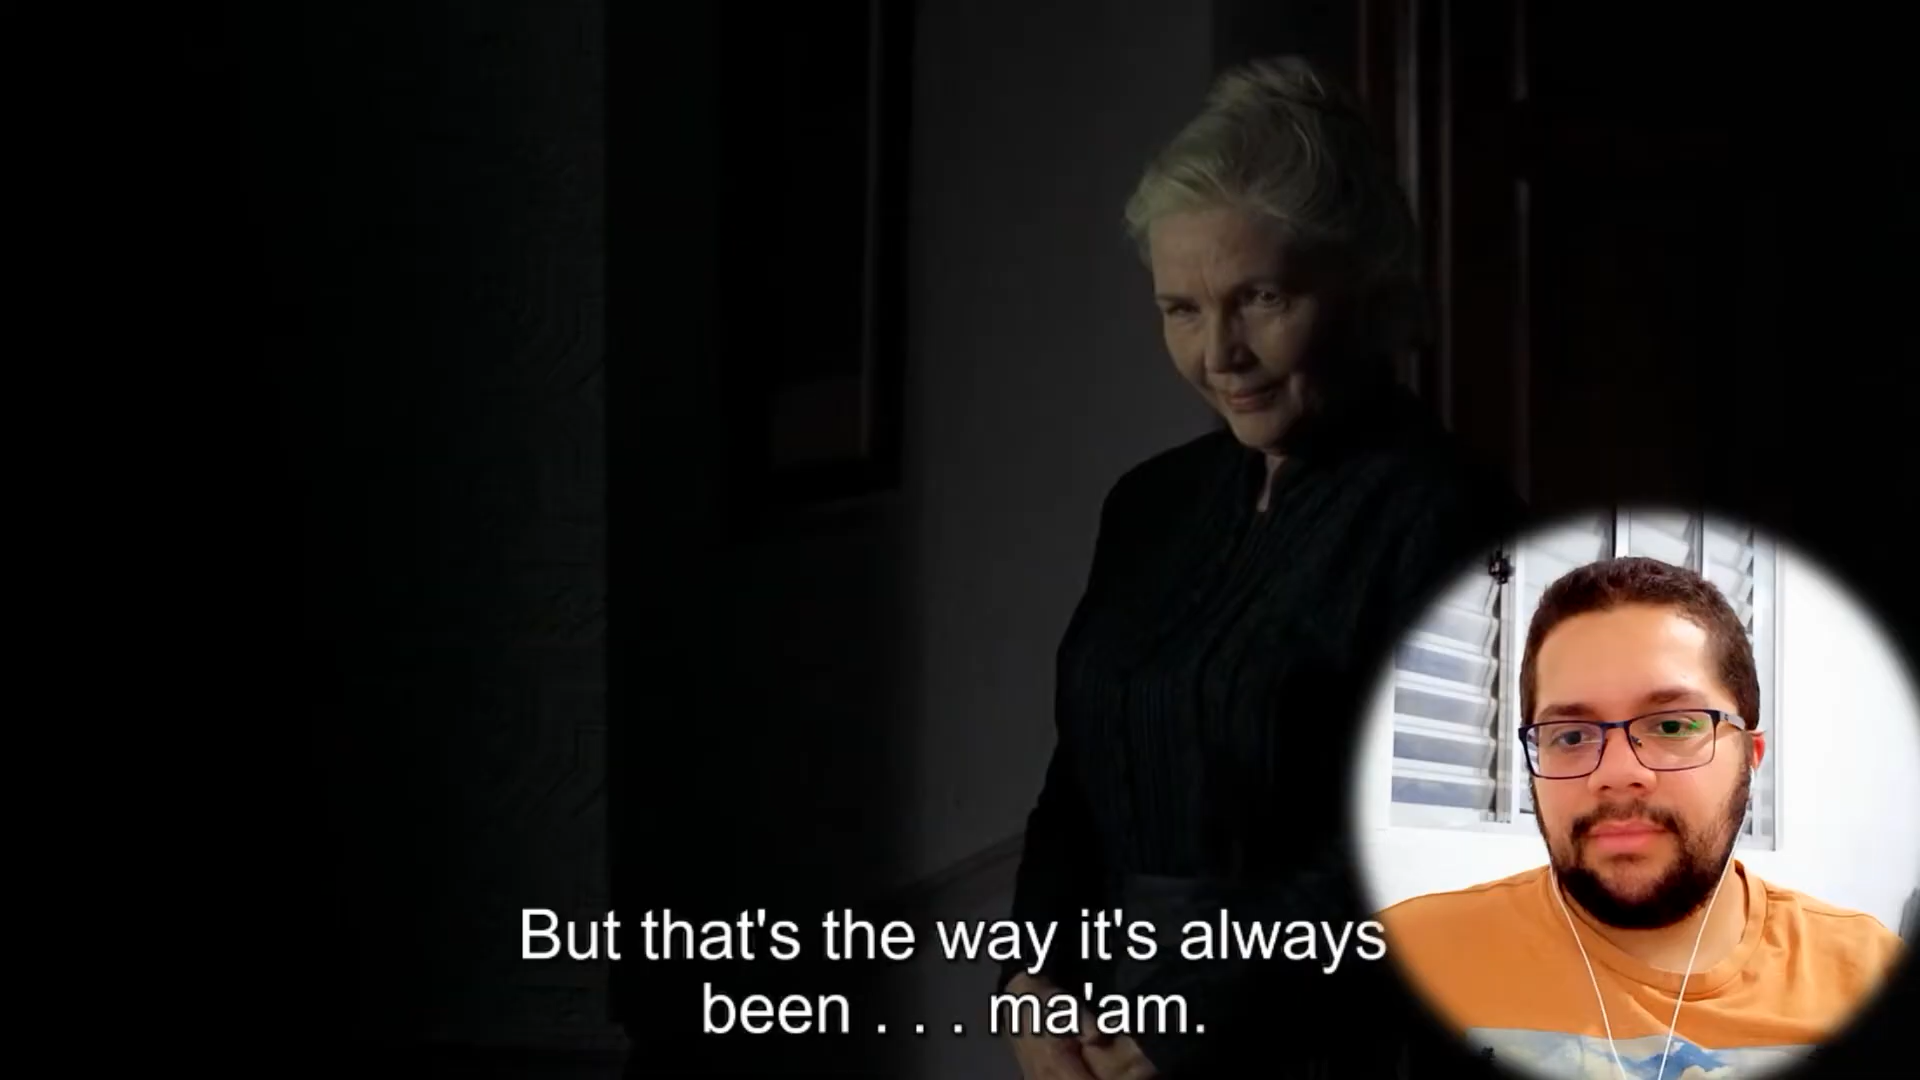 But that's the way it's always
been . . . ma'am.